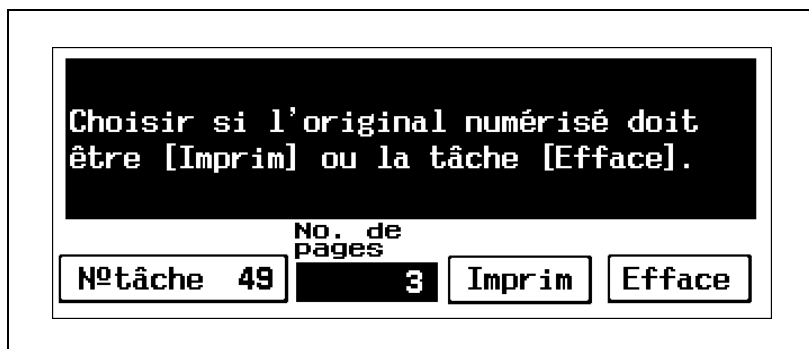 Choisir si l'original numérisé doit
être [Imprim] ou la tâche [Efface].
No. de
pages
Nºtâche 49 3 Imprim Efface